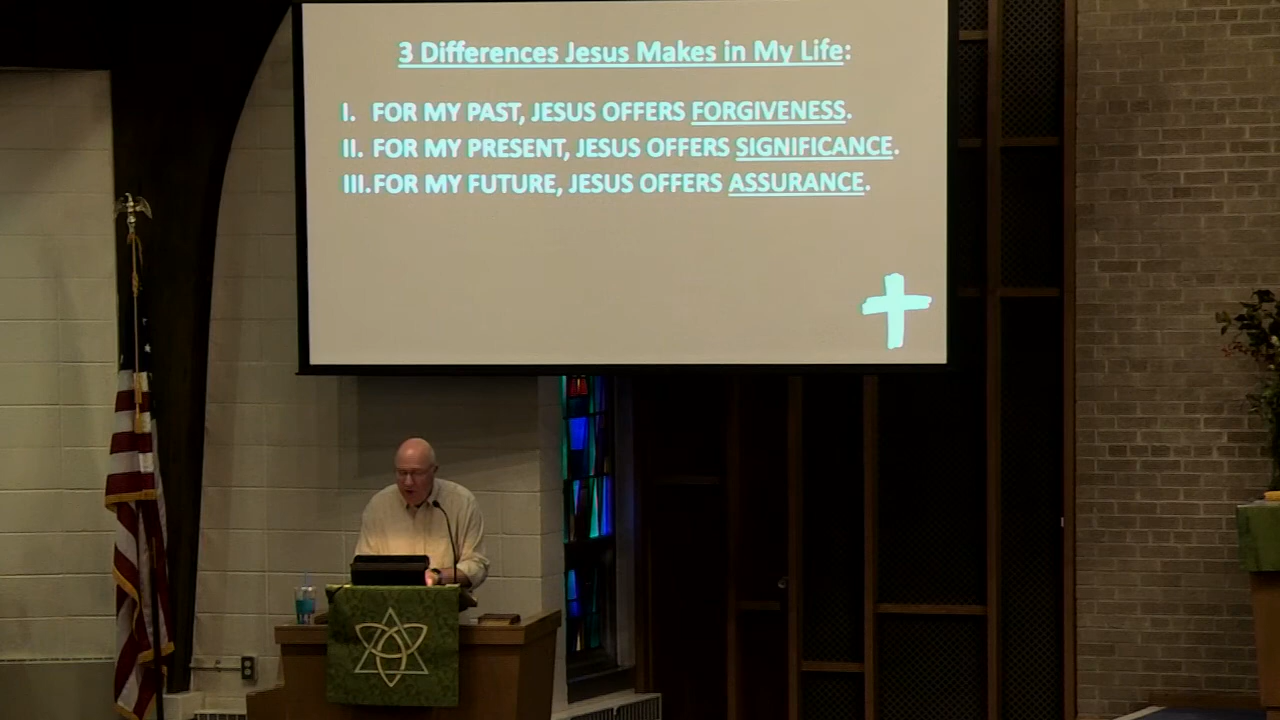 3 Differences Jesus Makes in My Life:
I. FOR MY PAST, JESUS OFFERS FORGIVENESS.
II. FOR MY PRESENT, JESUS OFFERS SIGNIFICANCE.
III. FOR MY FUTURE, JESUS OFFERS ASSURANCE.